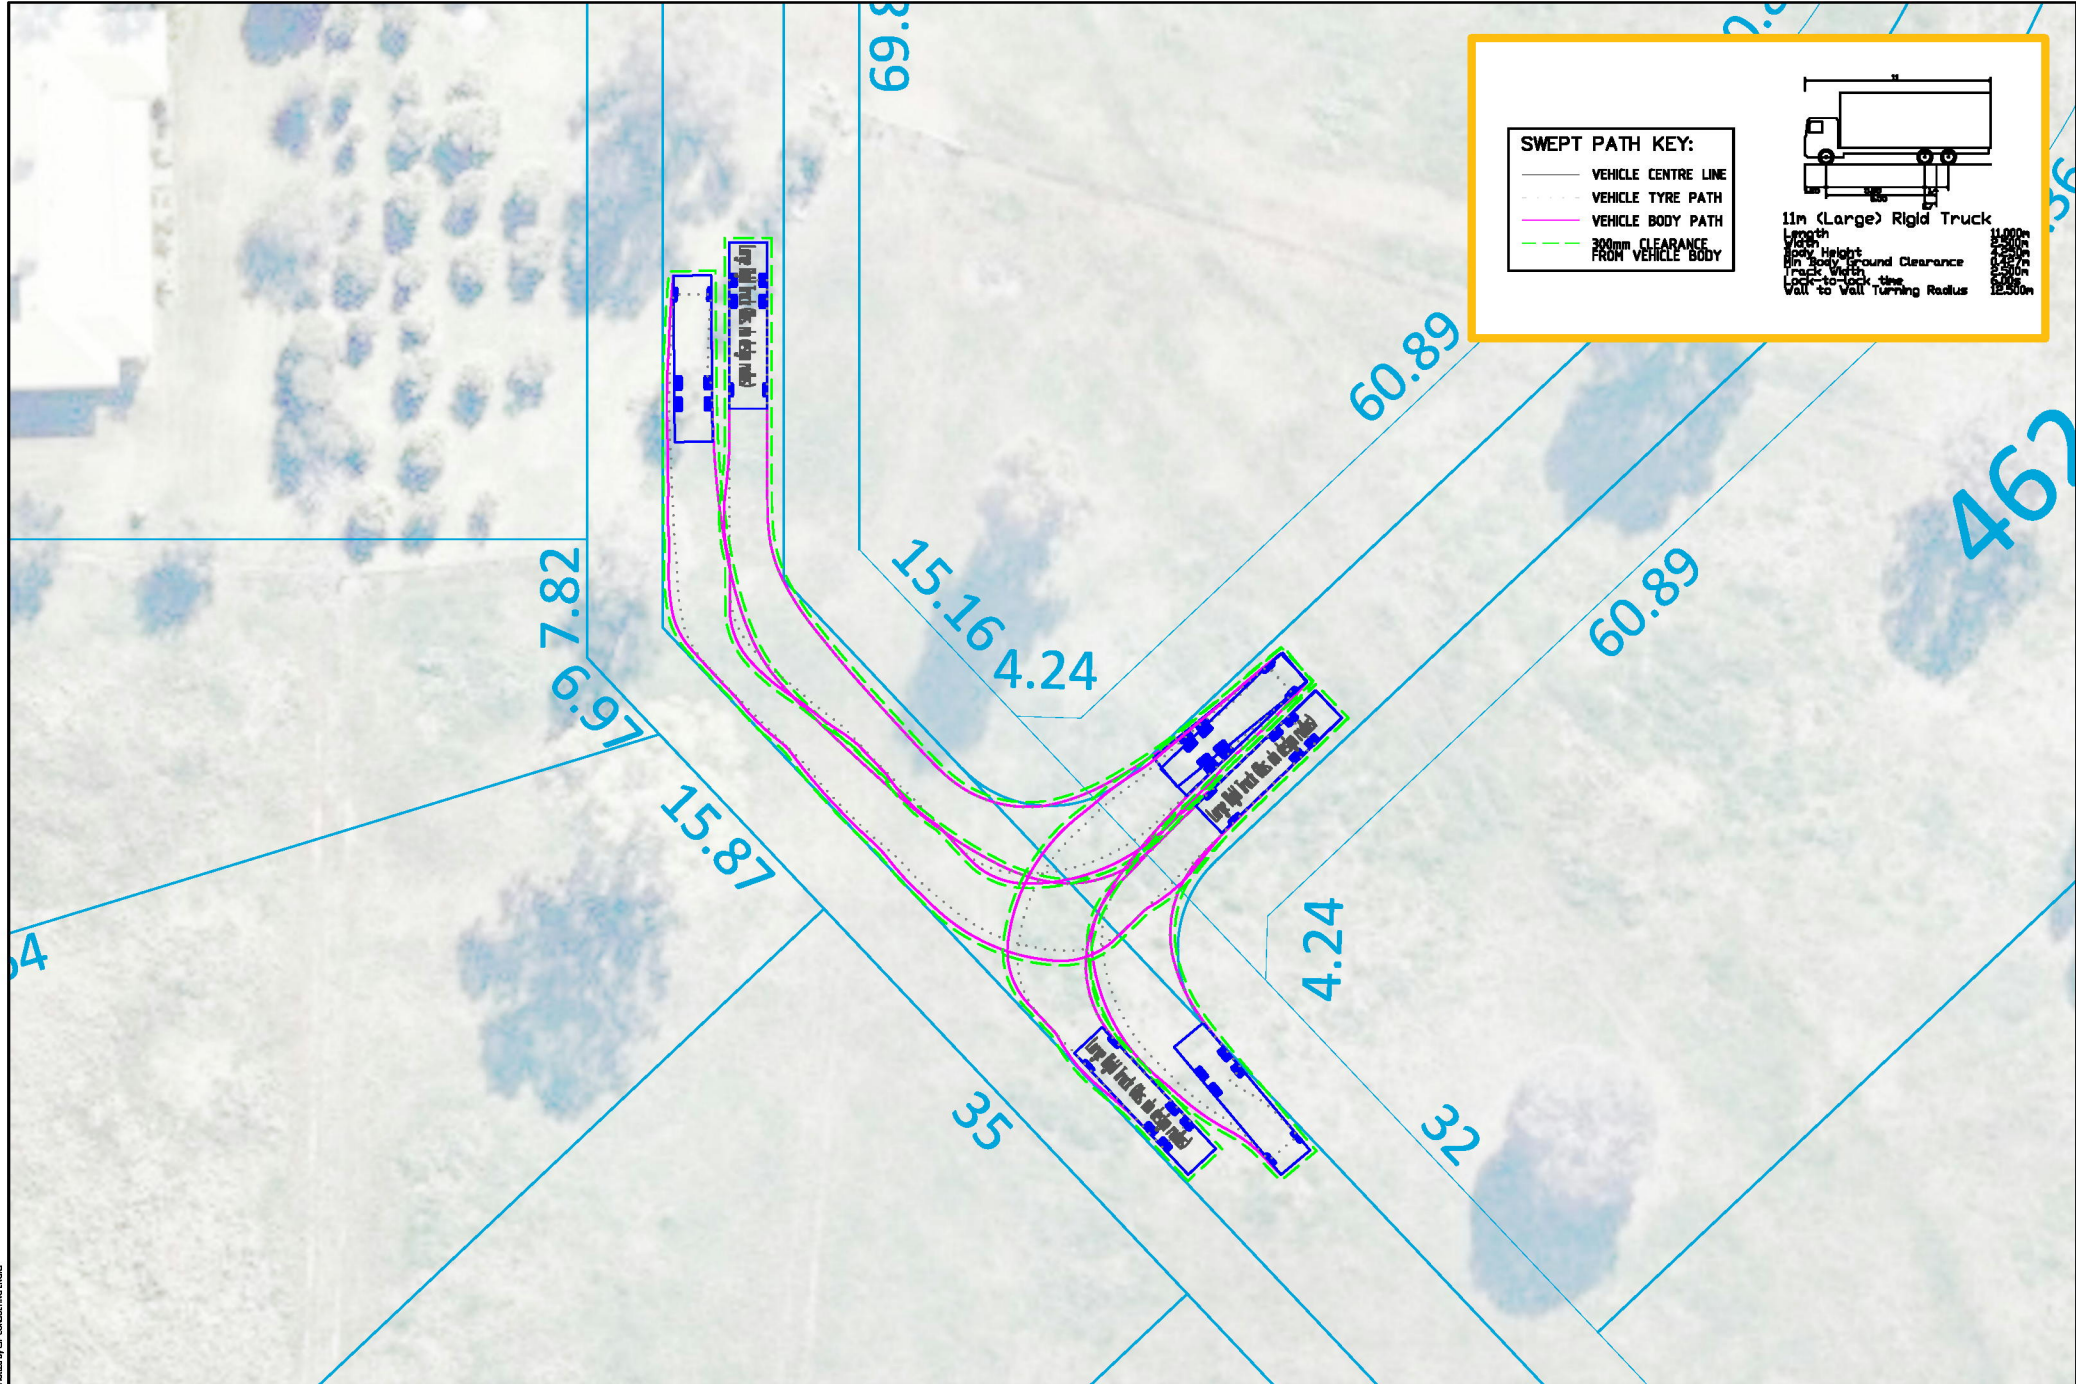 69.8
SWEPT PATH KEY:
VEHICLE CENTRE LINE
VEHICLE TYRE PATH
VEHICLE BODY PATH
300mm CLEARANCE
FROM VEHICLE BODY
11
11m (Large) Rigid Truck
Length 11.000m
Width 2.500m
Body Height
Min Body Ground Clearance
Track Width 2.500m
Lock-to-lock time
Wall to Wall Turning Radius 12.500m
60.89
462
7.82
15.16
4.24
60.89
6.97
15.87
4.24
35
32